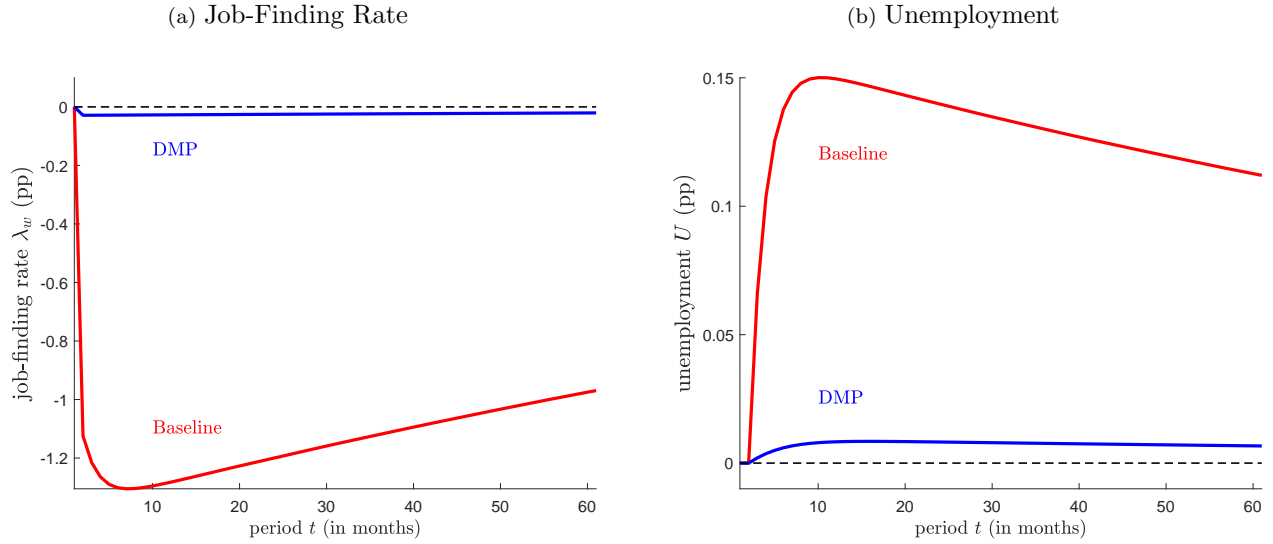 (a) Job-Finding Rate
job-finding rate λw (pp)
0
-0.2
-0.4
-0.6
-0.8
-1
-1.2
DMP
Baseline
10 20 30 40 50 60
period t (in months)
(b) Unemployment
unemployment U (pp)
0.15
0.1
0.05
0
Baseline
DMP
10 20 30 40 50 60
period t (in months)